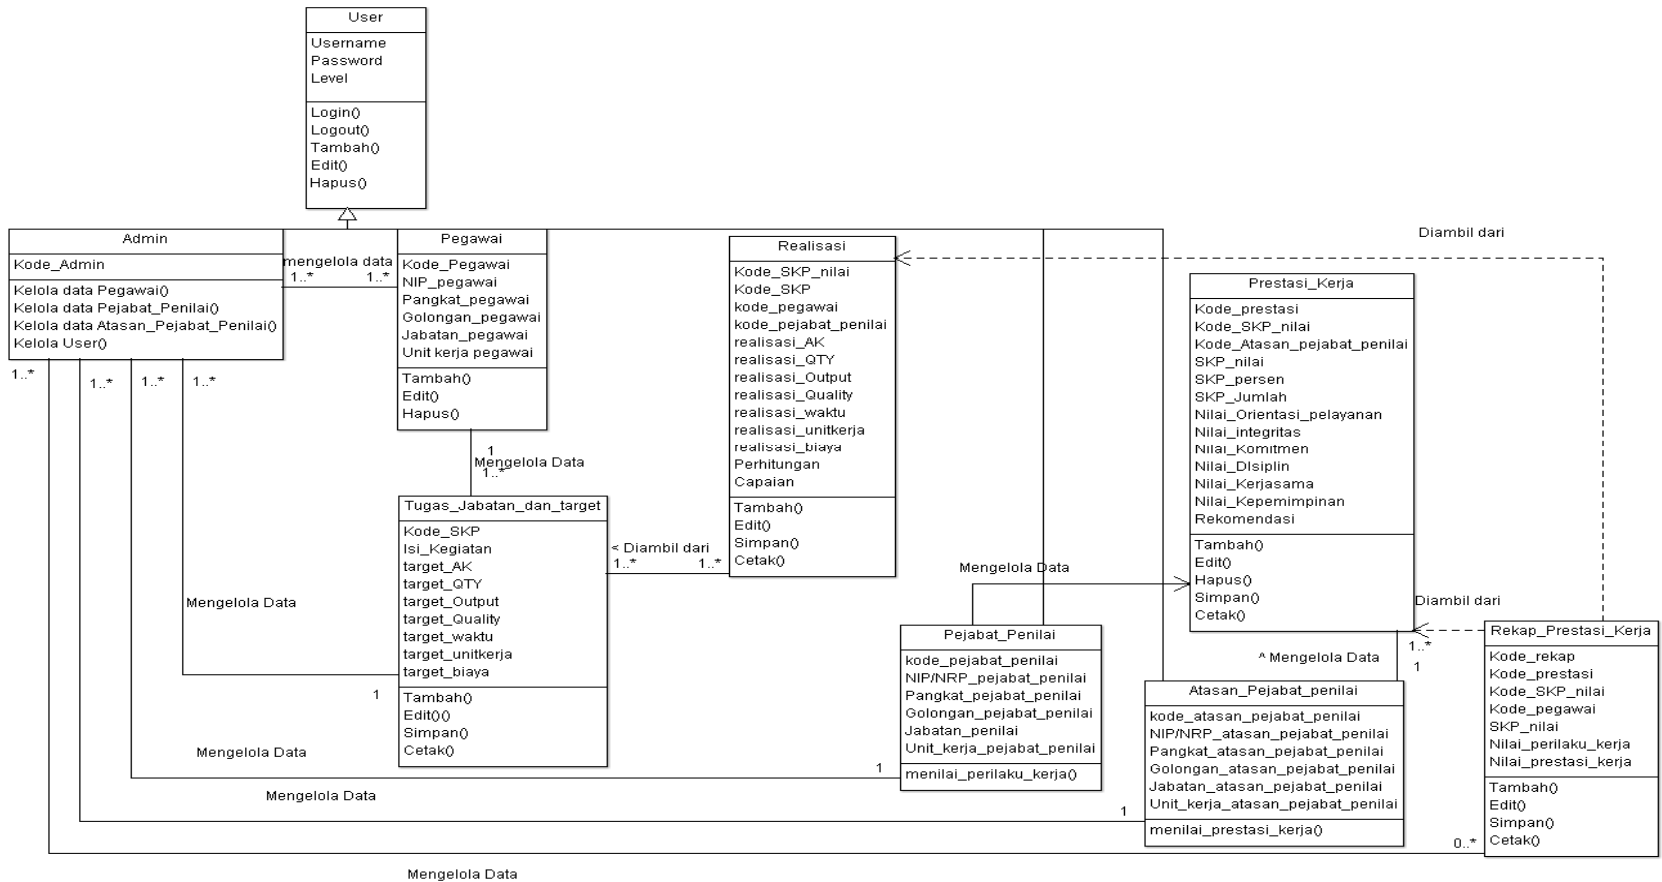 User
Username
Password
Level
Login()
Logout()
Tambah()
Edit()
Hapus()
Admin
Kode_Admin
Kelola data Pegawai()
Kelola data Pejabat_Penilai()
Kelola data Atasan_Pejabat_Penilai()
Kelola User()
mengelola data
1..*
1..*
Pegawai
Kode_Pegawai
NIP_pegawai
Pangkat_pegawai
Golongan_pegawai
Jabatan_pegawai
Unit kerja pegawai
Tambah()
Edit()
Hapus()
Realisasi
Kode_SKP_nilai
Kode_SKP
kode_pegawai
kode_pejabat_penilai
realisasi_AK
realisasi_QTY
realisasi_Output
realisasi_Quality
realisasi_waktu
realisasi_unitkerja
realisasi_biaya
Perhitungan
Capaian
Tambah()
Edit()
Simpan()
Cetak()
Diambil dari
Prestasi_Kerja
Kode_prestasi
Kode_SKP_nilai
Kode_Atasan_pejabat_penilai
SKP_nilai
SKP_persen
SKP_Jumlah
Nilai_Orientasi_pelayanan
Nilai_integritas
Nilai_Komitmen
Nilai_DIsiplin
Nilai_Kerjasama
Nilai_Kepemimpinan
Rekomendasi
Tambah()
Edit()
Hapus()
Simpan()
Cetak()
1..*
1..*
1..*
1..*
1
Mengelola Data
1..*
Tugas_Jabatan_dan_target
Kode_SKP
Isi_Kegiatan
target_AK
target_QTY
target_Output
target_Quality
target_waktu
target_unitkerja
target_biaya
Tambah()
Edit()()
Simpan()
Cetak()
< Diambil dari
1..*
1..*
Mengelola Data
Mengelola Data
1
Pejabat_Penilai
kode_pejabat_penilai
NIP/NRP_pejabat_penilai
Pangkat_pejabat_penilai
Golongan_pejabat_penilai
Jabatan_penilai
Unit_kerja_pejabat_penilai
menilai_perilaku_kerja()
Diambil dari
1..*
^ Mengelola Data
1
Atasan_Pejabat_penilai
kode_atasan_pejabat_penilai
NIP/NRP_atasan_pejabat_penilai
Pangkat_atasan_pejabat_penilai
Golongan_atasan_pejabat_penilai
Jabatan_atasan_pejabat_penilai
Unit_kerja_atasan_pejabat_penilai
menilai_prestasi_kerja()
Rekap_Prestasi_Kerja
Kode_rekap
Kode_prestasi
Kode_SKP_nilai
Kode_pegawai
SKP_nilai
Nilai_perilaku_kerja
Nilai_prestasi_kerja
Tambah()
Edit()
Simpan()
Cetak()
Mengelola Data
1
Mengelola Data
1
0..*
Mengelola Data